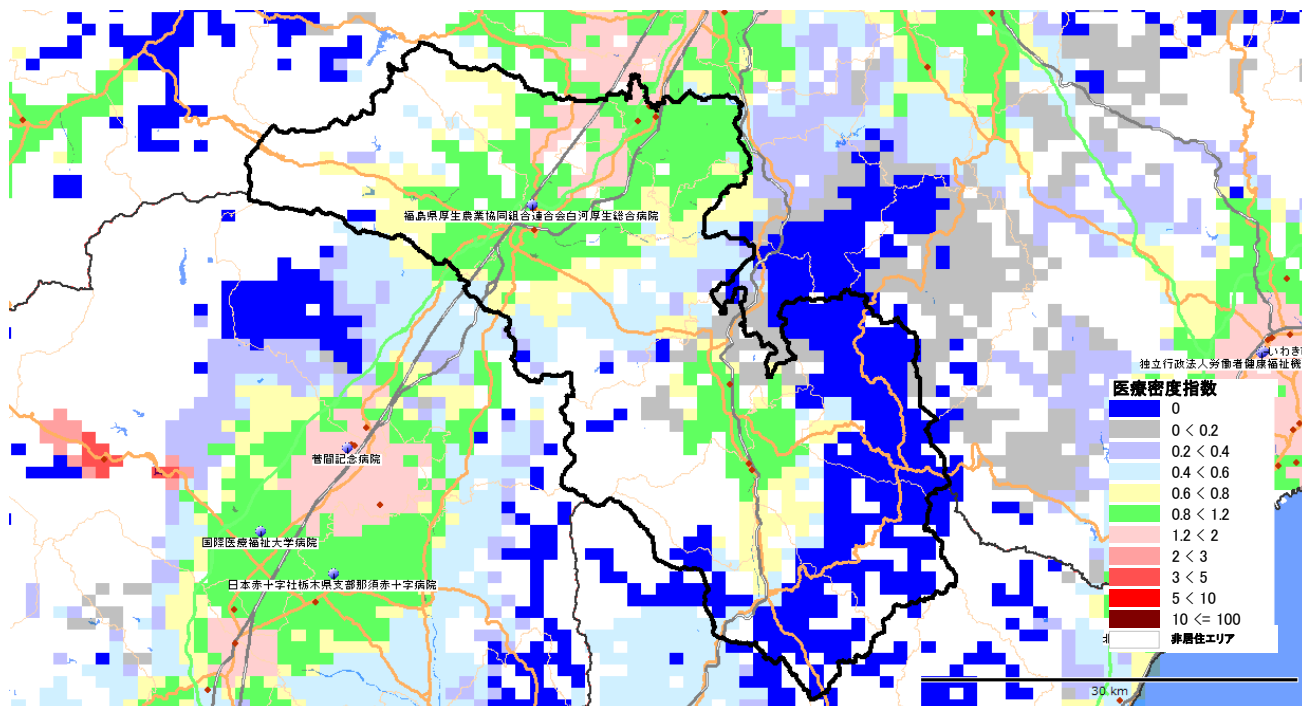 福島県厚生農業協同組合連合会白河厚生総合病院
いわき
独立行政法人労働者健康福祉機
菅間記念病院
国際医療福祉大学病院
日本赤十字社栃木県支部那須赤十字病院
医療密度指数
0
0 < 0.2
0.2 < 0.4
0.4 < 0.6
0.6 < 0.8
0.8 < 1.2
1.2 < 2
2 < 3
3 < 5
5 < 10
10 <= 100
非居住エリア
北
30 km